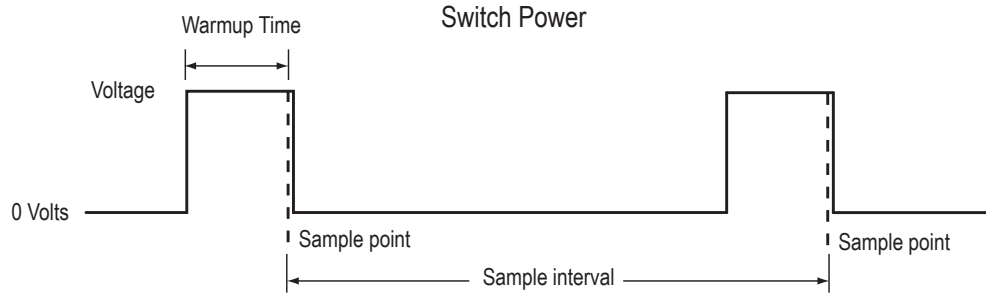 Switch Power
Warmup Time
Voltage
0 Volts
Sample point
Sample point
Sample interval